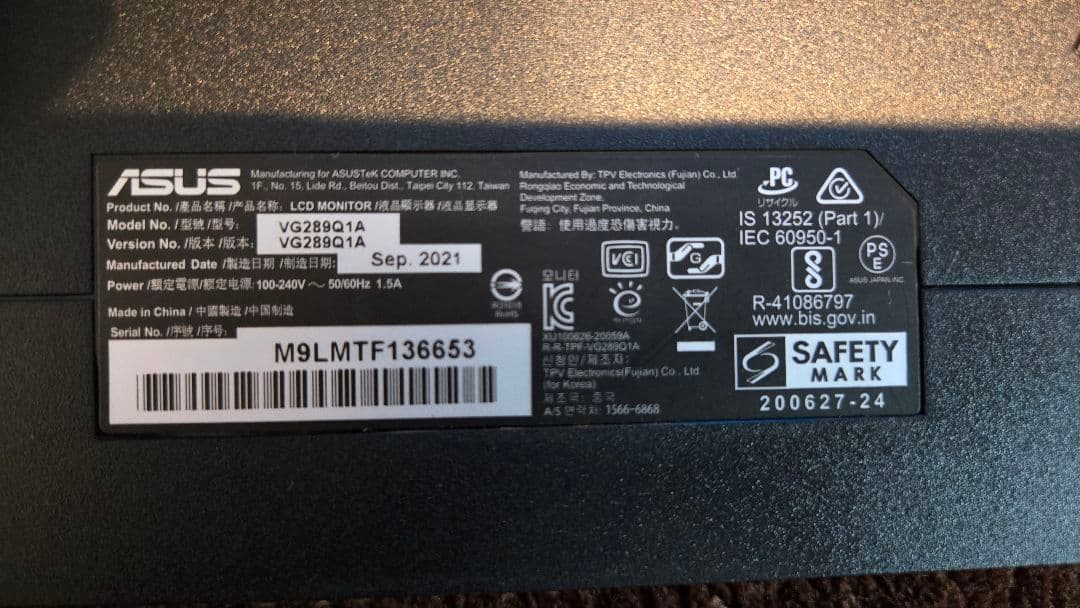 ASUS
Manufacturing for ASUSTeK COMPUTER INC.
1F., No. 15, Lide Rd., Beitou Dist., Taipei City 112, Taiwan
Product No. /產品名稱 /产品名称: LCD MONITOR /液晶顯示器 /液晶显示器
Model No. /型號 /型号: VG289Q1A
Version No. /版本 /版本: VG289Q1A
Manufactured Date /製造日期 /制造日期: Sep. 2021
Power /額定電源 /额定电源: 100-240V ～ 50/60Hz 1.5A
Made in China / 中國製造 /中国制造
Serial No. /序號 /序号:
M9LMTF136653
RoHS
Manufactured By: TPV Electronics (Fujian) Co., Ltd.
Rongqiao Economic and Technological
Development Zone,
Fuqing City, Fujian Province, China
警語: 使用過度恐傷害視力。
VCI
G
모니터
KC
XU100626-20059A
R-R-TPF-VG289Q1A
신청인/제조자:
TPV Electronics(Fujian) Co., Ltd.
(for Korea)
제조국: 중국
A/S 연락처: 1566-6868
PC
リサイクル
IS 13252 (Part 1)/
IEC 60950-1
PS
E
ASUS JAPAN INC.
R-41086797
www.bis.gov.in
SAFETY
MARK
200627-24